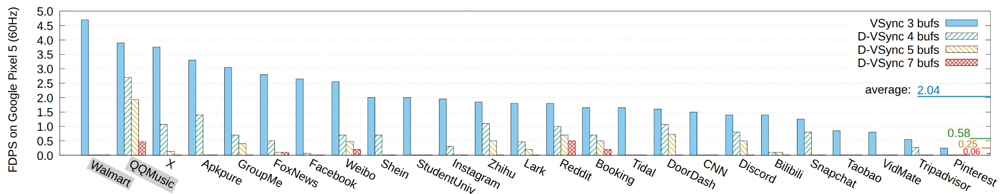 FDPS on Google Pixel 5 (60Hz)
5.0
4.5
4.0
3.5
3.0
2.5
2.0
1.5
1.0
0.5
0.0
VSync 3 bufs
D-VSync 4 bufs
D-VSync 5 bufs
D-VSync 7 bufs
average: 2.04
0.58
0.25
0.06
Walmart
QQMusic
X
Apkpure
GroupMe
FoxNews
Facebook
Weibo
Shein
StudentUniv
Instagram
Zhihu
Lark
Reddit
Booking
Tidal
DoorDash
CNN
Discord
Bilibili
Snapchat
Taobao
VidMate
Tripadvisor
Pinterest